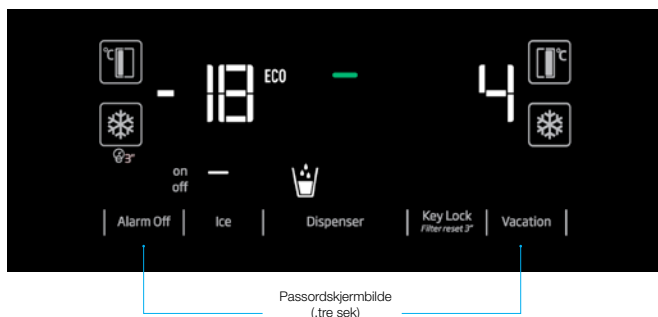 °C
°C
- 18 ECO
4
3"
on
off
Alarm Off
Ice
Dispenser
Key Lock
Filter reset 3"
Vacation
Passordskjermbilde
(.tre sek)